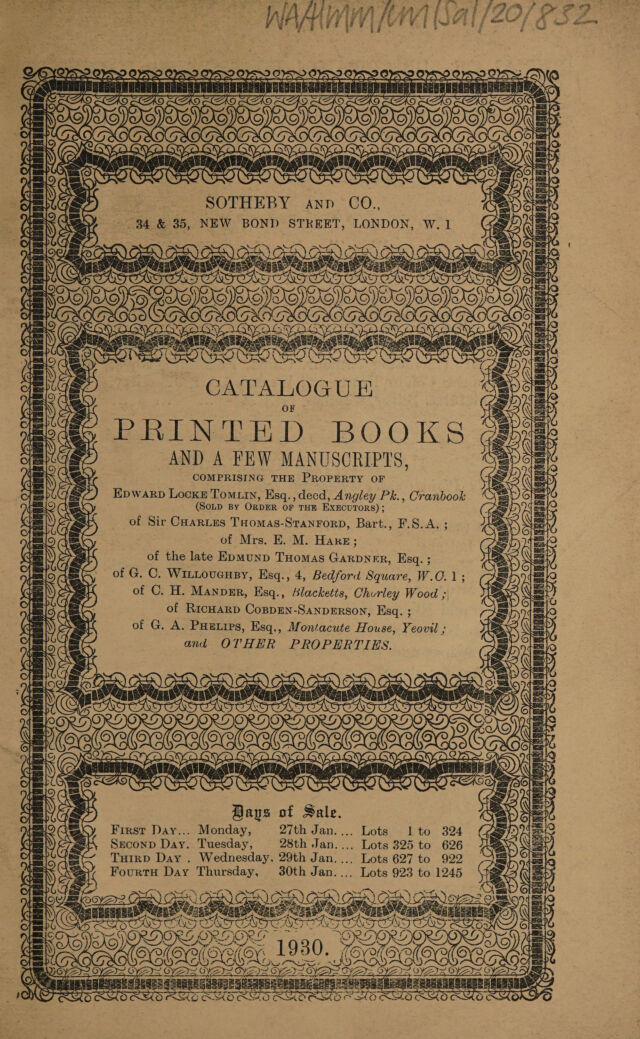 WA/Hmm/cm/Sal/20/832
SOTHEBY AND CO.,
34 & 35, NEW BOND STREET, LONDON, W. 1
CATALOGUE
OF
PRINTED BOOKS
AND A FEW MANUSCRIPTS,
COMPRISING THE PROPERTY OF
EDWARD LOCKE TOMLIN, Esq., decd, Angley Pk., Cranbook
(SOLD BY ORDER OF THE EXECUTORS);
of Sir CHARLES THOMAS-STANFORD, Bart., F.S.A. ;
of Mrs. E. M. HARE ;
of the late EDMUND THOMAS GARDNER, Esq. ;
of G. C. WILLOUGHBY, Esq., 4, Bedford Square, W.C. 1 ;
of C. H. MANDER, Esq., Blacketts, Chorley Wood ;
of RICHARD COBDEN-SANDERSON, Esq. ;
of G. A. PHELIPS, Esq., Montacute House, Yeovil ;
and OTHER PROPERTIES.
Days of Sale.
FIRST DAY... Monday, 27th Jan.... Lots 1 to 324
SECOND DAY. Tuesday, 28th Jan.... Lots 325 to 626
THIRD DAY . Wednesday. 29th Jan.... Lots 627 to 922
FOURTH DAY Thursday, 30th Jan.... Lots 923 to 1245
1930.